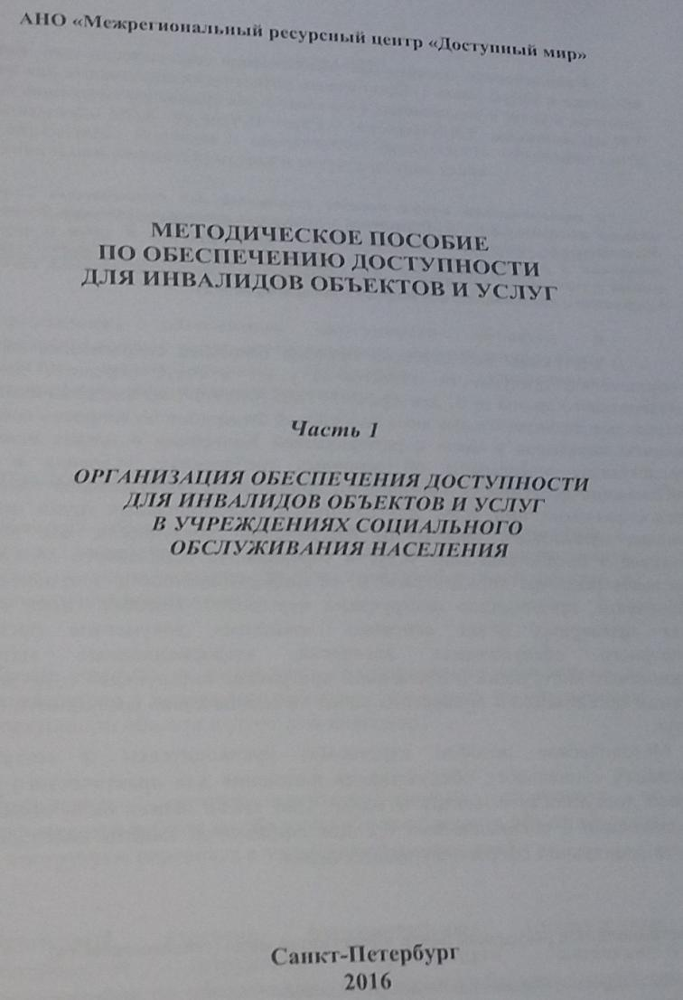 АНО «Межрегиональный ресурсный центр «Доступный мир»
МЕТОДИЧЕСКОЕ ПОСОБИЕ
ПО ОБЕСПЕЧЕНИЮ ДОСТУПНОСТИ
ДЛЯ ИНВАЛИДОВ ОБЪЕКТОВ И УСЛУГ
Часть 1
ОРГАНИЗАЦИЯ ОБЕСПЕЧЕНИЯ ДОСТУПНОСТИ
ДЛЯ ИНВАЛИДОВ ОБЪЕКТОВ И УСЛУГ
В УЧРЕЖДЕНИЯХ СОЦИАЛЬНОГО
ОБСЛУЖИВАНИЯ НАСЕЛЕНИЯ
Санкт-Петербург
2016